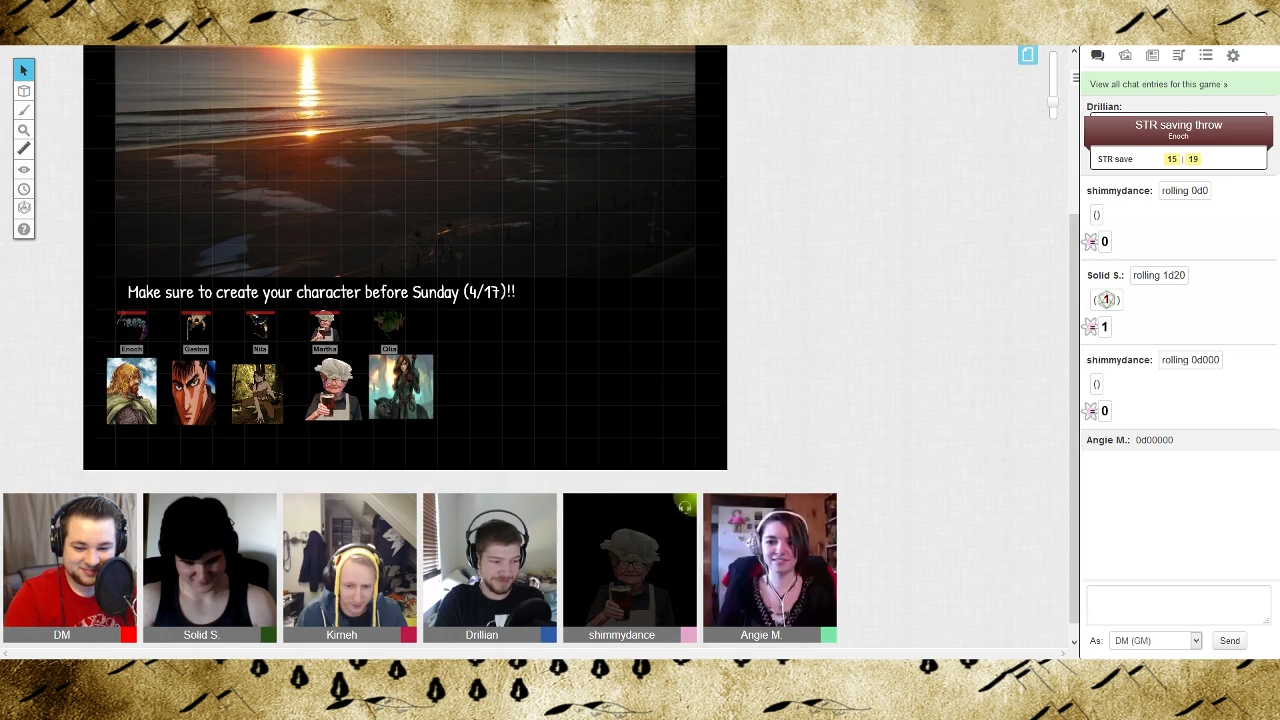 View all chat entries for this game »
Drillian:
STR saving throw
Enoch
STR save 15 | 19
shimmydance: rolling 0d0
()
= 0
Solid S.: rolling 1d20
(1)
= 1
shimmydance: rolling 0d000
()
= 0
Angie M.: 0d00000
As: DM (GM) Send
Make sure to create your character before Sunday (4/17)!!
Enoch Gaston Nita Martha Qilia
DM Solid S. Kirneh Drillian shimmydance Angie M.